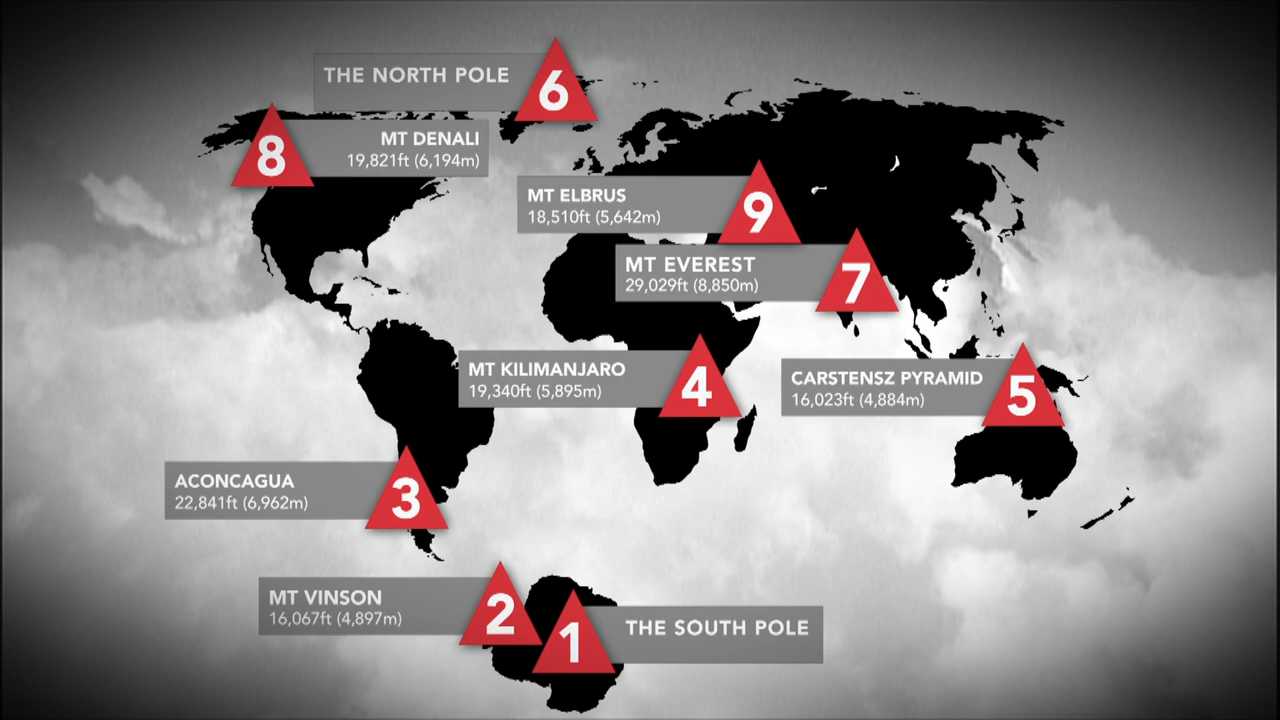 THE NORTH POLE
6
8
MT DENALI
19,821ft (6,194m)
MT ELBRUS
18,510ft (5,642m)
9
MT EVEREST
29,029ft (8,850m)
7
MT KILIMANJARO
19,340ft (5,895m)
4
CARSTENSZ PYRAMID
16,023ft (4,884m)
5
ACONCAGUA
22,841ft (6,962m)
3
MT VINSON
16,067ft (4,897m)
2
1
THE SOUTH POLE